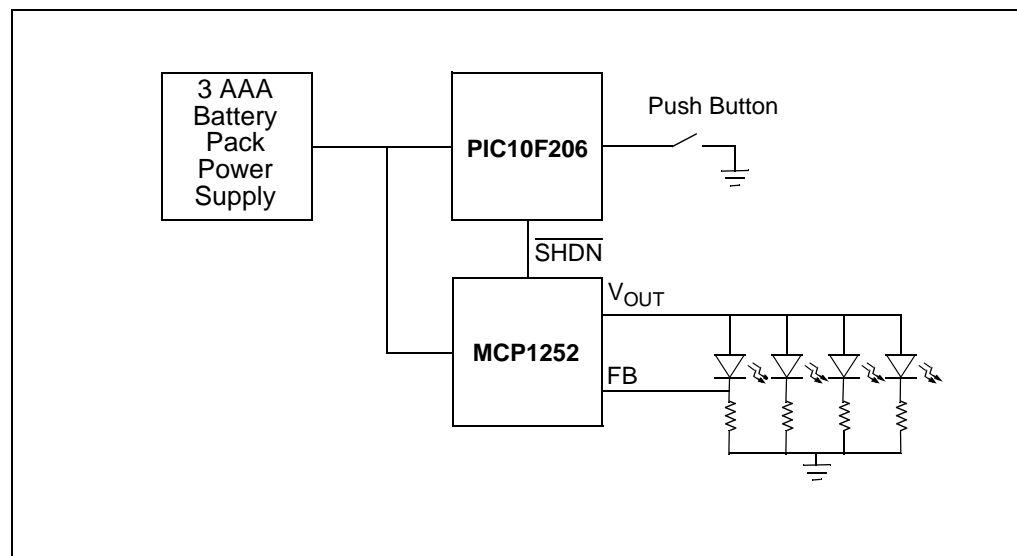 3 AAA
Battery
Pack
Power
Supply
PIC10F206
Push Button
SHDN
VOUT
MCP1252
FB